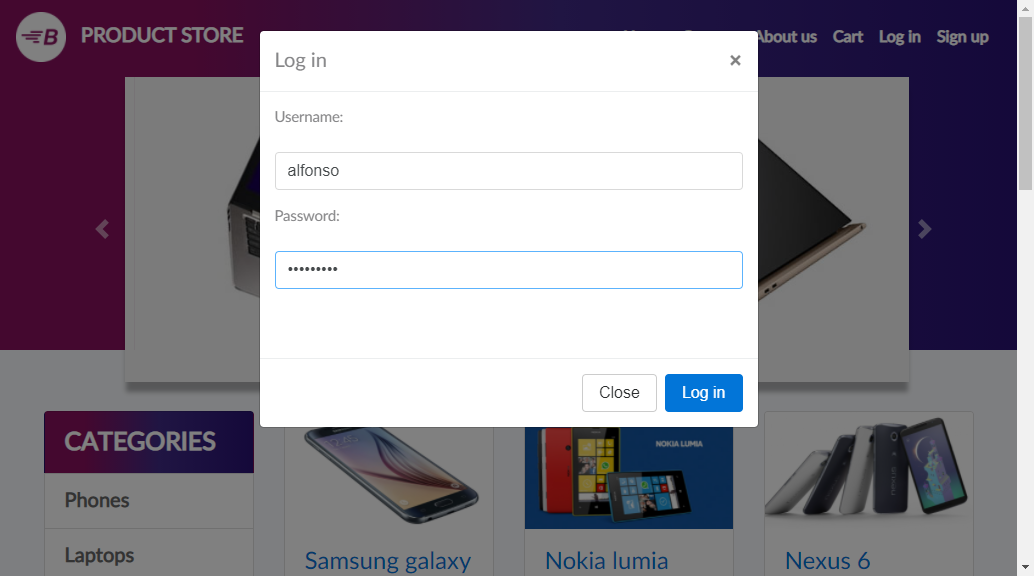 PRODUCT STORE
About us Cart Log in Sign up
Log in
×
Username:
alfonso
Password:
•••••••••
Close Log in
CATEGORIES
Phones
Laptops
NOKIA LUMIA
Samsung galaxy
Nokia lumia
Nexus 6